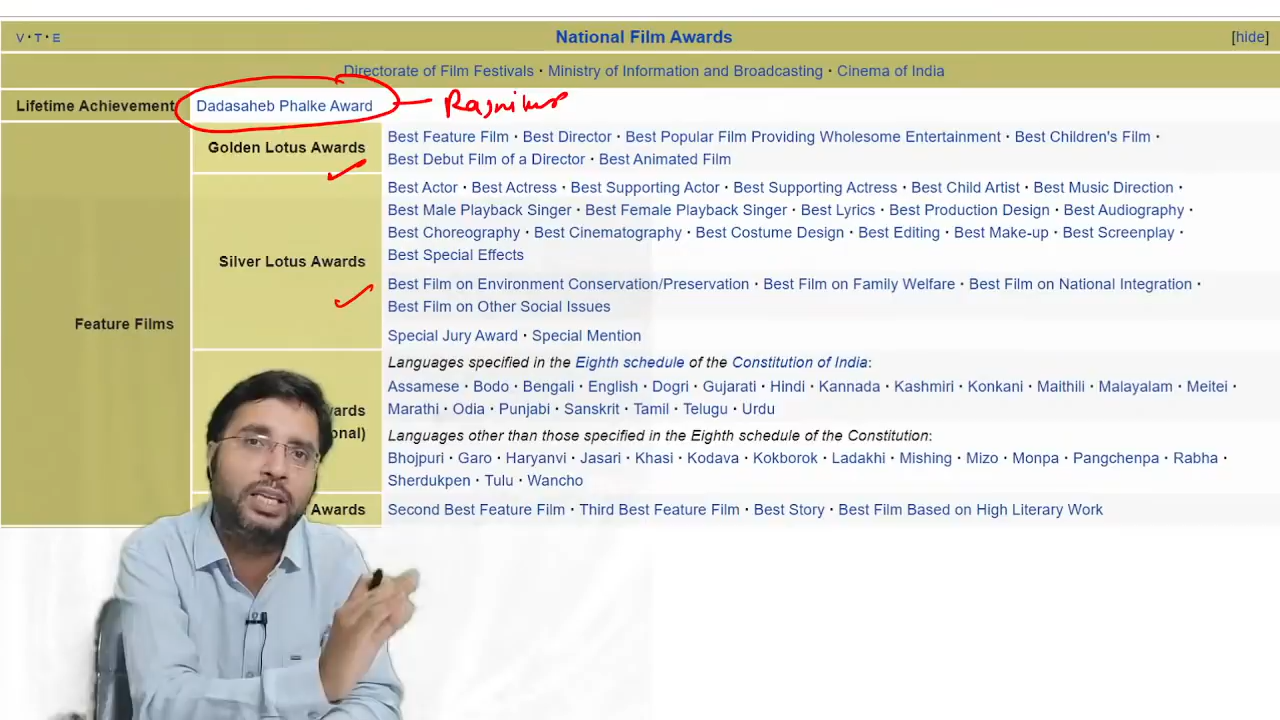 V · T · E National Film Awards [hide]
Directorate of Film Festivals · Ministry of Information and Broadcasting · Cinema of India
Lifetime Achievement Dadasaheb Phalke Award
Feature Films
Golden Lotus Awards
Best Feature Film · Best Director · Best Popular Film Providing Wholesome Entertainment · Best Children's Film ·
Best Debut Film of a Director · Best Animated Film
Silver Lotus Awards
Best Actor · Best Actress · Best Supporting Actor · Best Supporting Actress · Best Child Artist · Best Music Direction ·
Best Male Playback Singer · Best Female Playback Singer · Best Lyrics · Best Production Design · Best Audiography ·
Best Choreography · Best Cinematography · Best Costume Design · Best Editing · Best Make-up · Best Screenplay ·
Best Special Effects
Best Film on Environment Conservation/Preservation · Best Film on Family Welfare · Best Film on National Integration ·
Best Film on Other Social Issues
Special Jury Award · Special Mention
Languages specified in the Eighth schedule of the Constitution of India:
Assamese · Bodo · Bengali · English · Dogri · Gujarati · Hindi · Kannada · Kashmiri · Konkani · Maithili · Malayalam · Meitei ·
Marathi · Odia · Punjabi · Sanskrit · Tamil · Telugu · Urdu
Languages other than those specified in the Eighth schedule of the Constitution:
Bhojpuri · Garo · Haryanvi · Jasari · Khasi · Kodava · Kokborok · Ladakhi · Mishing · Mizo · Monpa · Pangchenpa · Rabha ·
Sherdukpen · Tulu · Wancho
Awards
Second Best Feature Film · Third Best Feature Film · Best Story · Best Film Based on High Literary Work